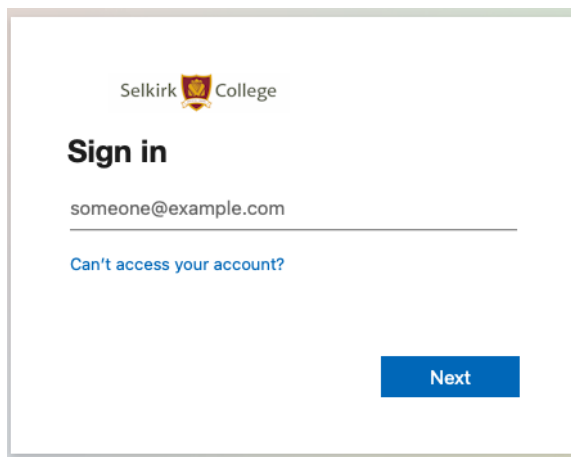 Selkirk College
Sign in
someone@example.com
Can't access your account?
Next